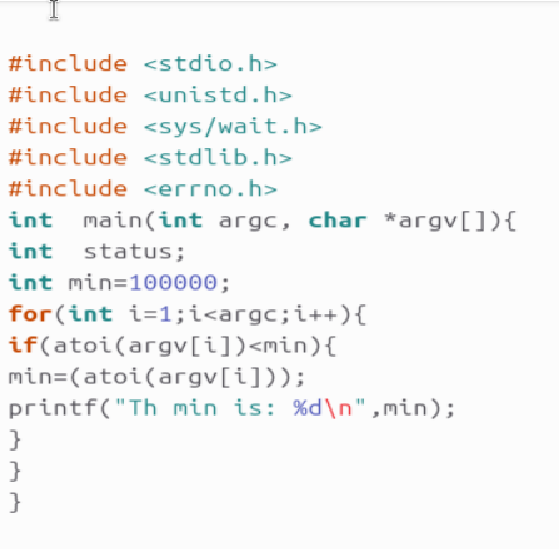 #include <stdio.h>
#include <unistd.h>
#include <sys/wait.h>
#include <stdlib.h>
#include <errno.h>
int  main(int argc, char *argv[]){
int  status;
int min=100000;
for(int i=1;i<argc;i++){
if(atoi(argv[i])<min){
min=(atoi(argv[i]));
printf("Th min is: %d\n",min);
}
}
}